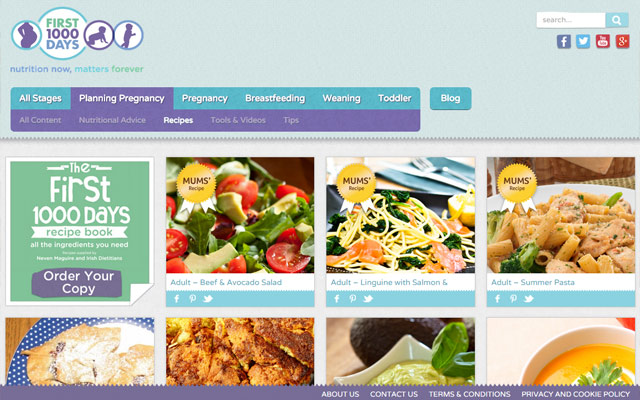 FIRST
1000
DAYS
nutrition now, matters forever
search...
All Stages Planning Pregnancy Pregnancy Breastfeeding Weaning Toddler Blog
All Content Nutritional Advice Recipes Tools & Videos Tips
The
First
1000 DAYS
recipe book
all the ingredients you need
Recipes supplied by
Neven Maguire and Irish Dietitians
Order Your
Copy
MUMS'
Recipe
Adult ~ Beef & Avocado Salad
MUMS'
Recipe
Adult ~ Linguine with Salmon &
MUMS'
Recipe
Adult ~ Summer Pasta
ABOUT US CONTACT US TERMS & CONDITIONS PRIVACY AND COOKIE POLICY